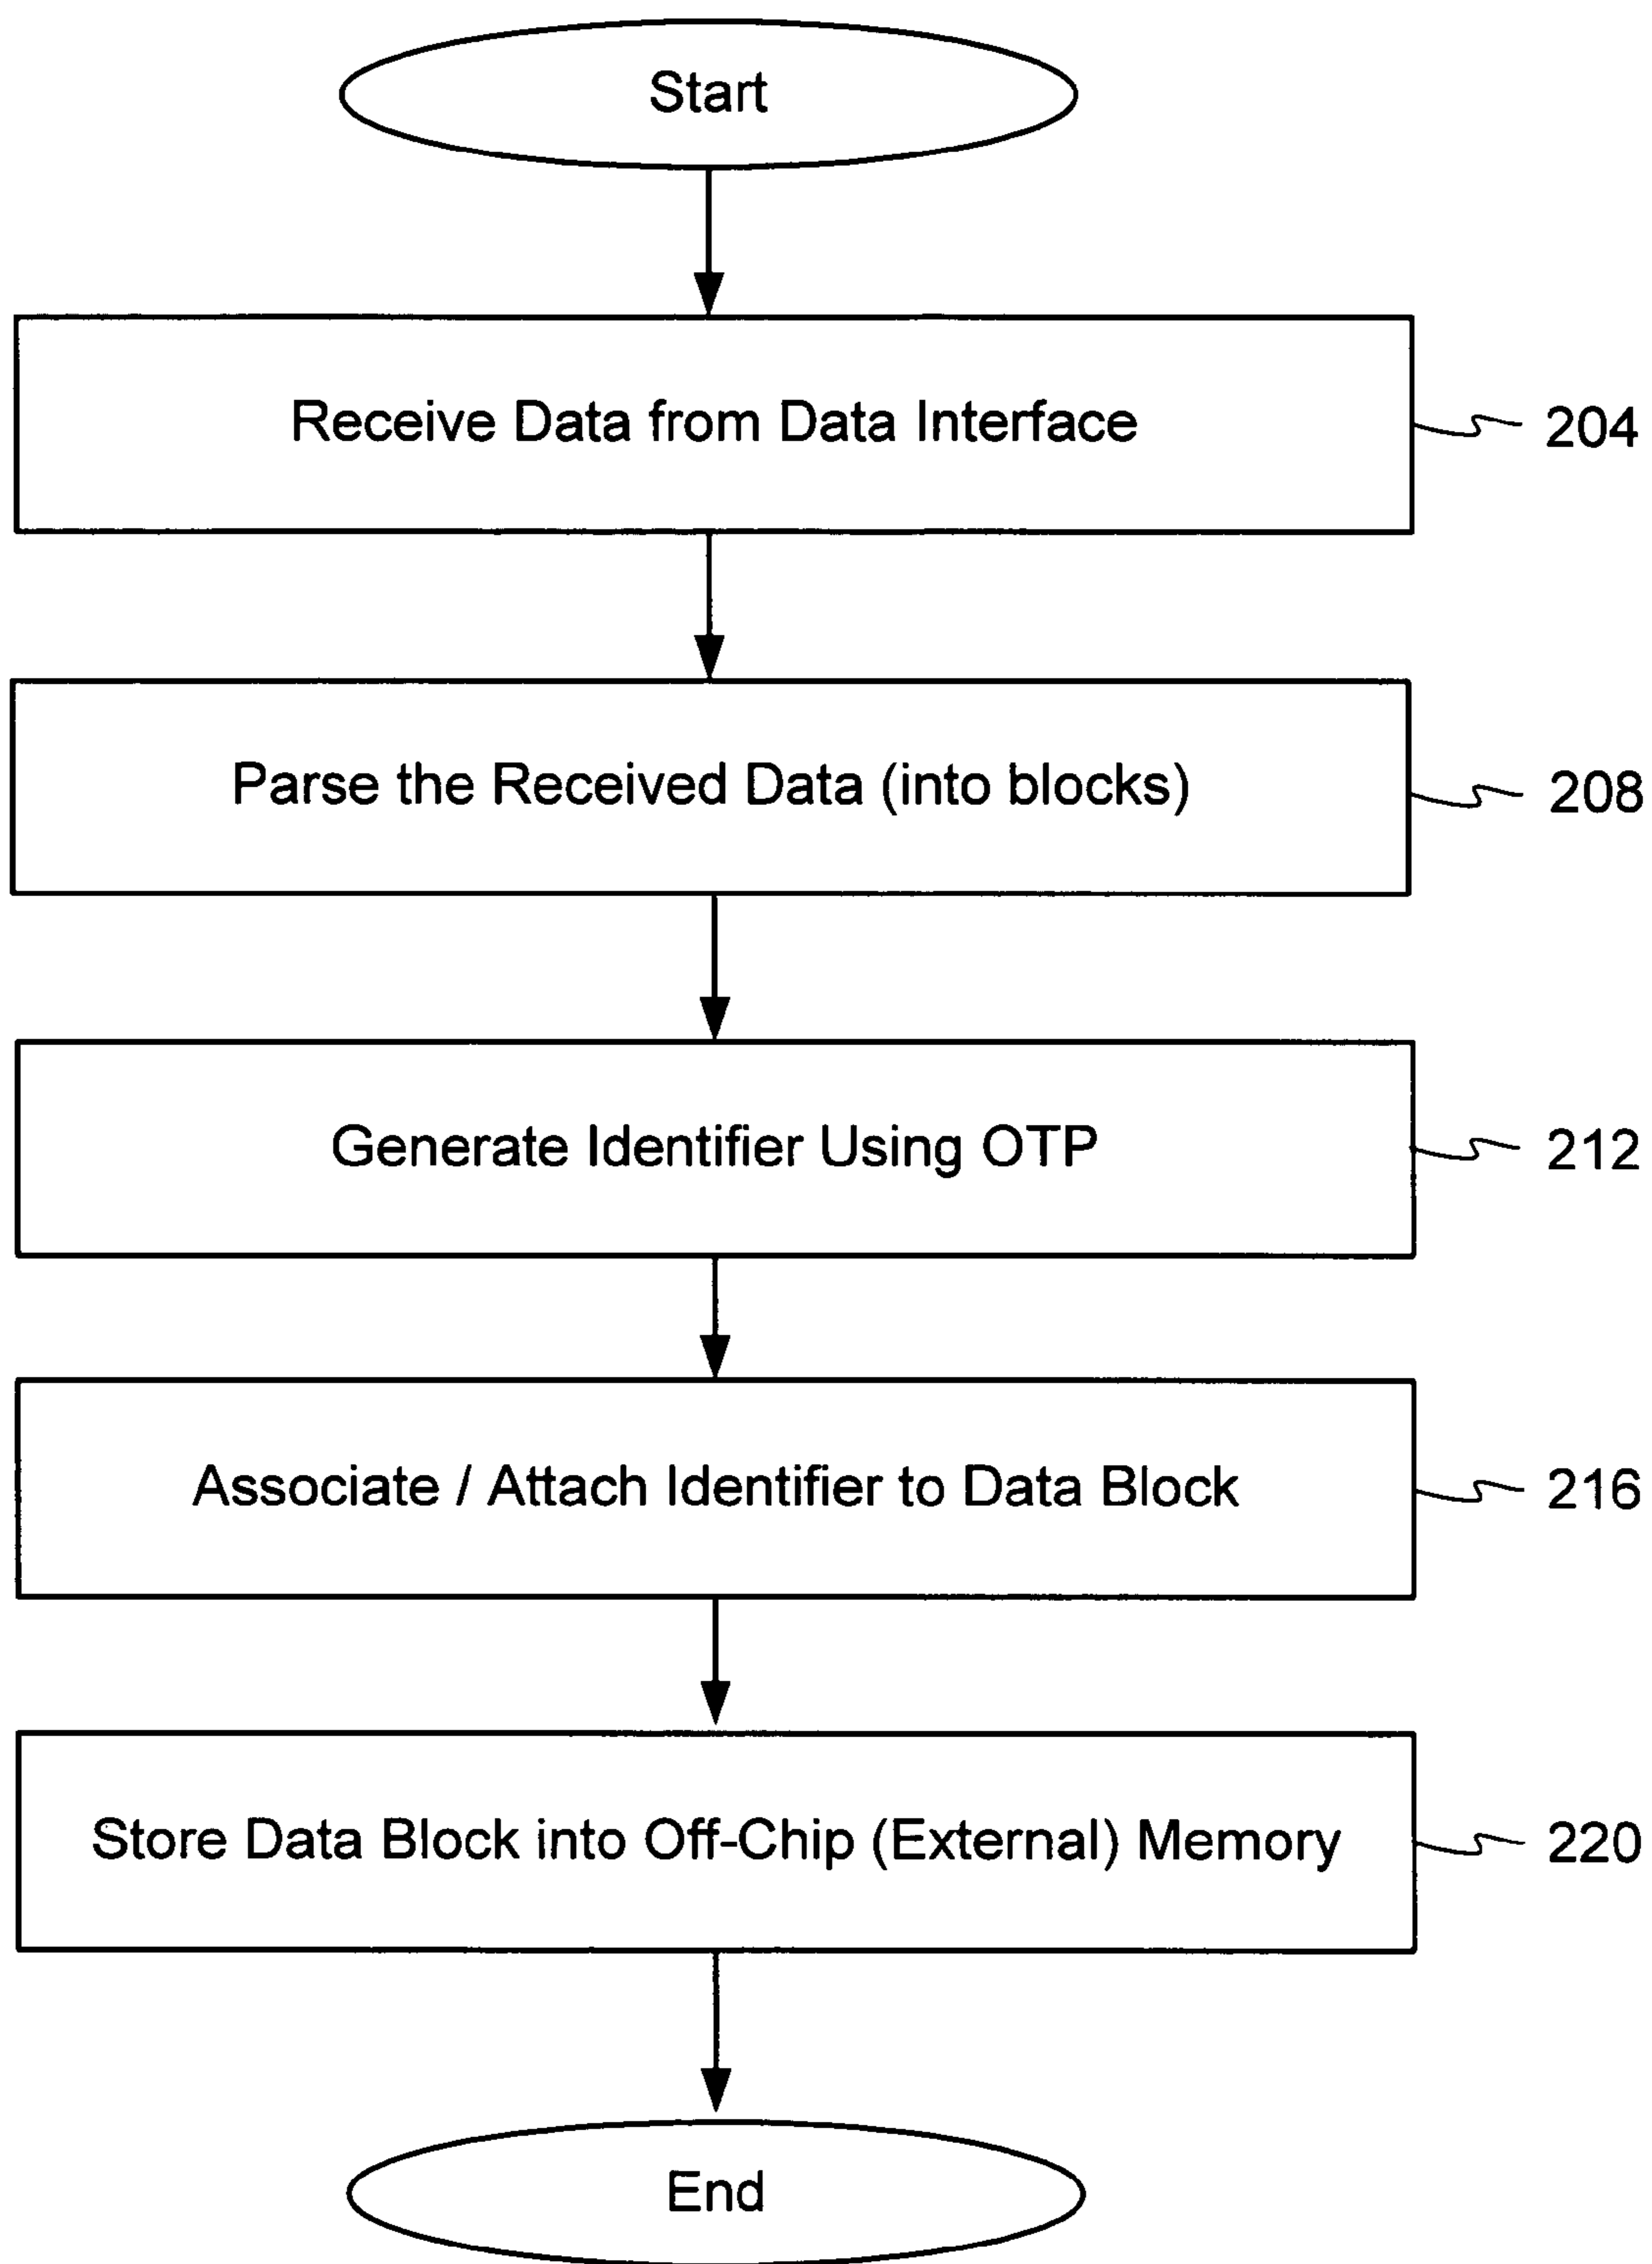 Start
Receive Data from Data Interface
204
Parse the Received Data (into blocks)
208
Generate Identifier Using OTP
212
Associate / Attach Identifier to Data Block
216
Store Data Block into Off-Chip (External) Memory
220
End